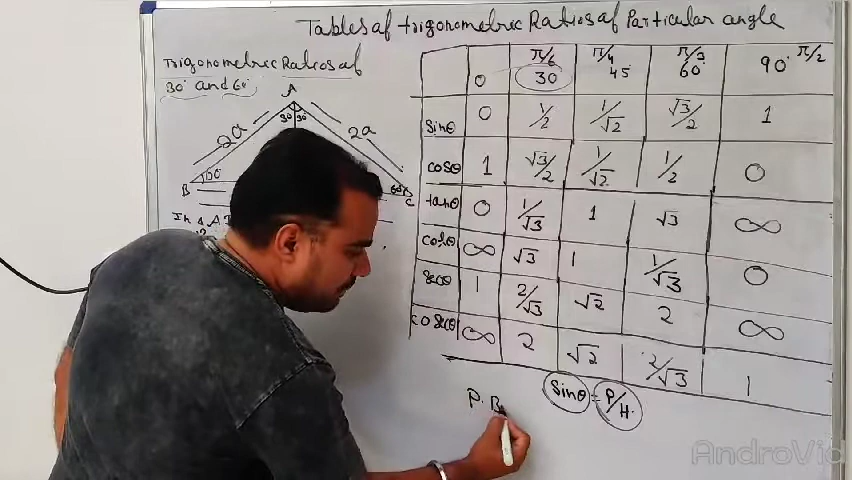 Tables of trigonometric Ratios of Particular angle
Trigonometric Ratios of
30° and 60°
A
30° 30°
2a 2a
60° 60°
B C
In Δ A
0 π/6 30 π/4 45 π/3 60° 90° π/2
sinθ 0 1/2 1/√2 √3/2 1
cosθ 1 √3/2 1/√2 1/2 0
tanθ 0 1/√3 1 √3 ∞
cotθ ∞ √3 1 1/√3 0
secθ 1 2/√3 √2 2 ∞
cosecθ ∞ 2 √2 2/√3 1
P. B sinθ = P/H.
AndroVid